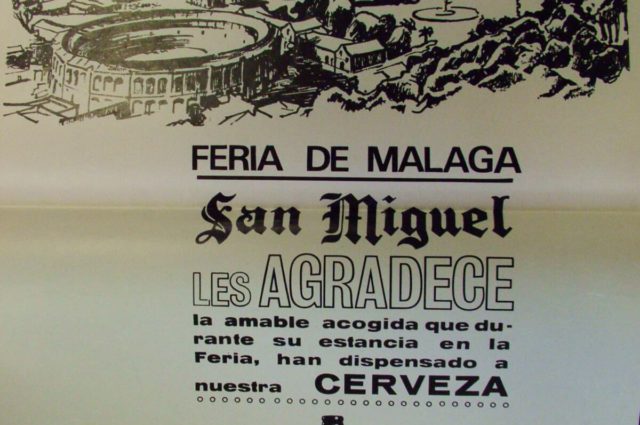 FERIA DE MALAGA
San Miguel
LES AGRADECE
la amable acogida que du-
rante su estancia en la
Feria, han dispensado a
nuestra CERVEZA